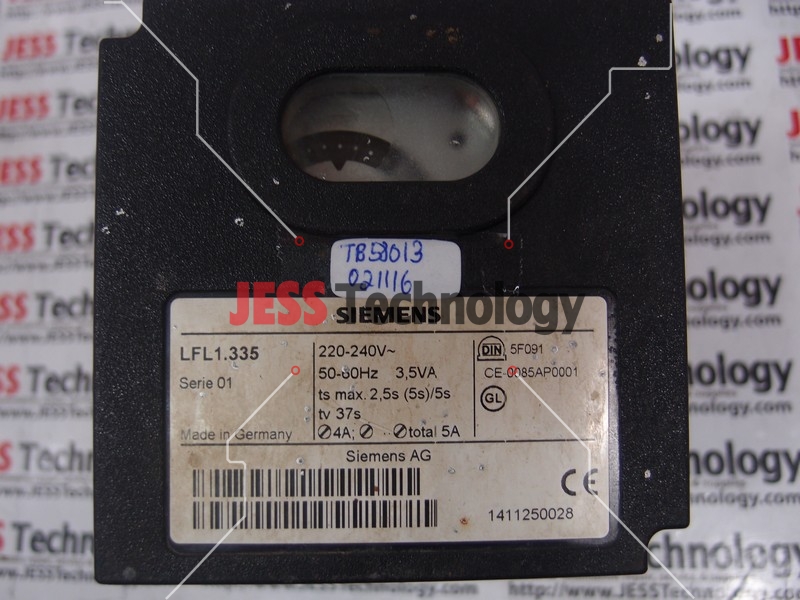 TB58013
021116
JESS Technology
SIEMENS
LFL1.335
Serie 01
Made in Germany
220-240V~
50-60Hz 3,5VA
ts max. 2,5s (5s)/5s
tv 37s
4A; total 5A
DIN 5F091
CE-0085AP0001
GL
Siemens AG
CE
1411250028
www.JESSTechnology